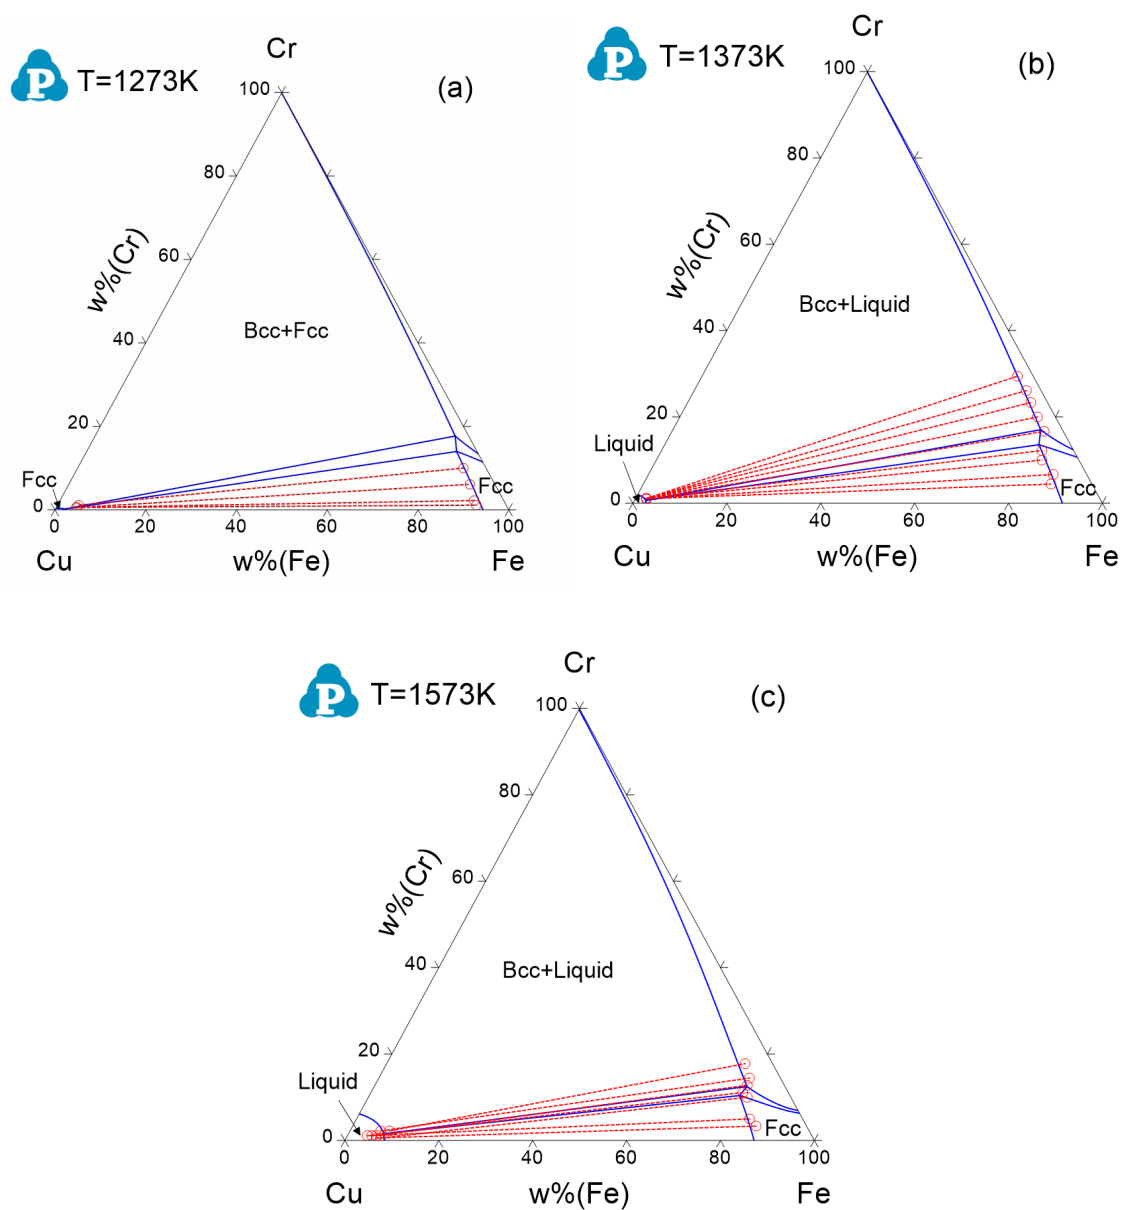 Cr
P T=1273K (a)
100
80
w%(Cr)
60
Bcc+Fcc
40
20
Fcc
Fcc
0
0 20 40 60 80 100
Cu w%(Fe) Fe
Cr
P T=1373K (b)
100
80
w%(Cr)
60
Bcc+Liquid
40
20
Liquid
Fcc
0
0 20 40 60 80 100
Cu w%(Fe) Fe
Cr
P T=1573K (c)
100
80
w%(Cr)
60
Bcc+Liquid
40
20
Liquid
Fcc
0
0 20 40 60 80 100
Cu w%(Fe) Fe